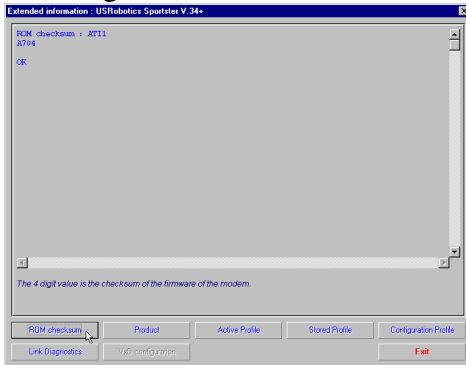 Extended information : USRobotics Sportster V.34+
ROM checksum : ATI1
A704
OK
The 4 digit value is the checksum of the firmware of the modem.
ROM checksum Product Active Profile Stored Profile Configuration Profile
Link Diagnostics VxD configuration Exit